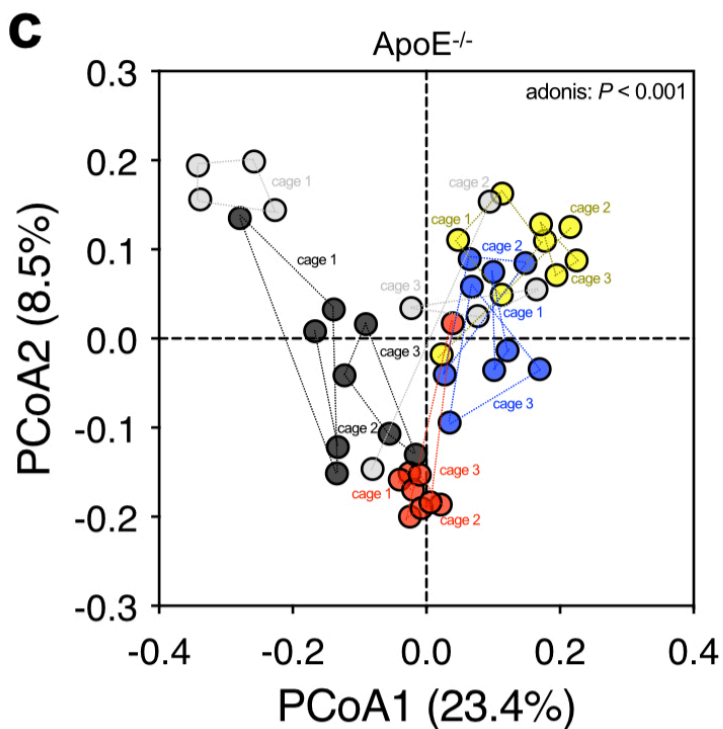 c
ApoE-/-
adonis: P < 0.001
0.3
0.2
0.1
0.0
-0.1
-0.2
-0.3
PCoA2 (8.5%)
cage 1
cage 2
cage 1
cage 2
cage 1
cage 2
cage 3
cage 3
cage 1
cage 3
cage 3
cage 2
cage 3
cage 1
cage 2
-0.4
-0.2
0.0
0.2
0.4
PCoA1 (23.4%)